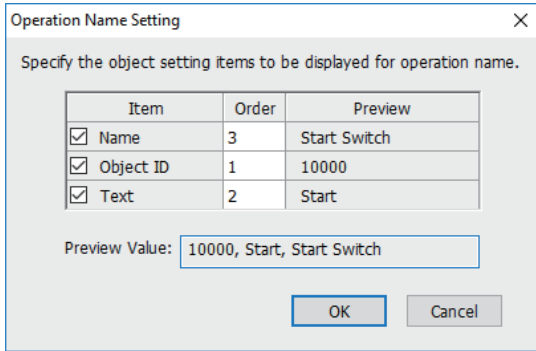 Operation Name Setting
Specify the object setting items to be displayed for operation name.
Item Order Preview
Name 3 Start Switch
Object ID 1 10000
Text 2 Start
Preview Value: 10000, Start, Start Switch
OK Cancel